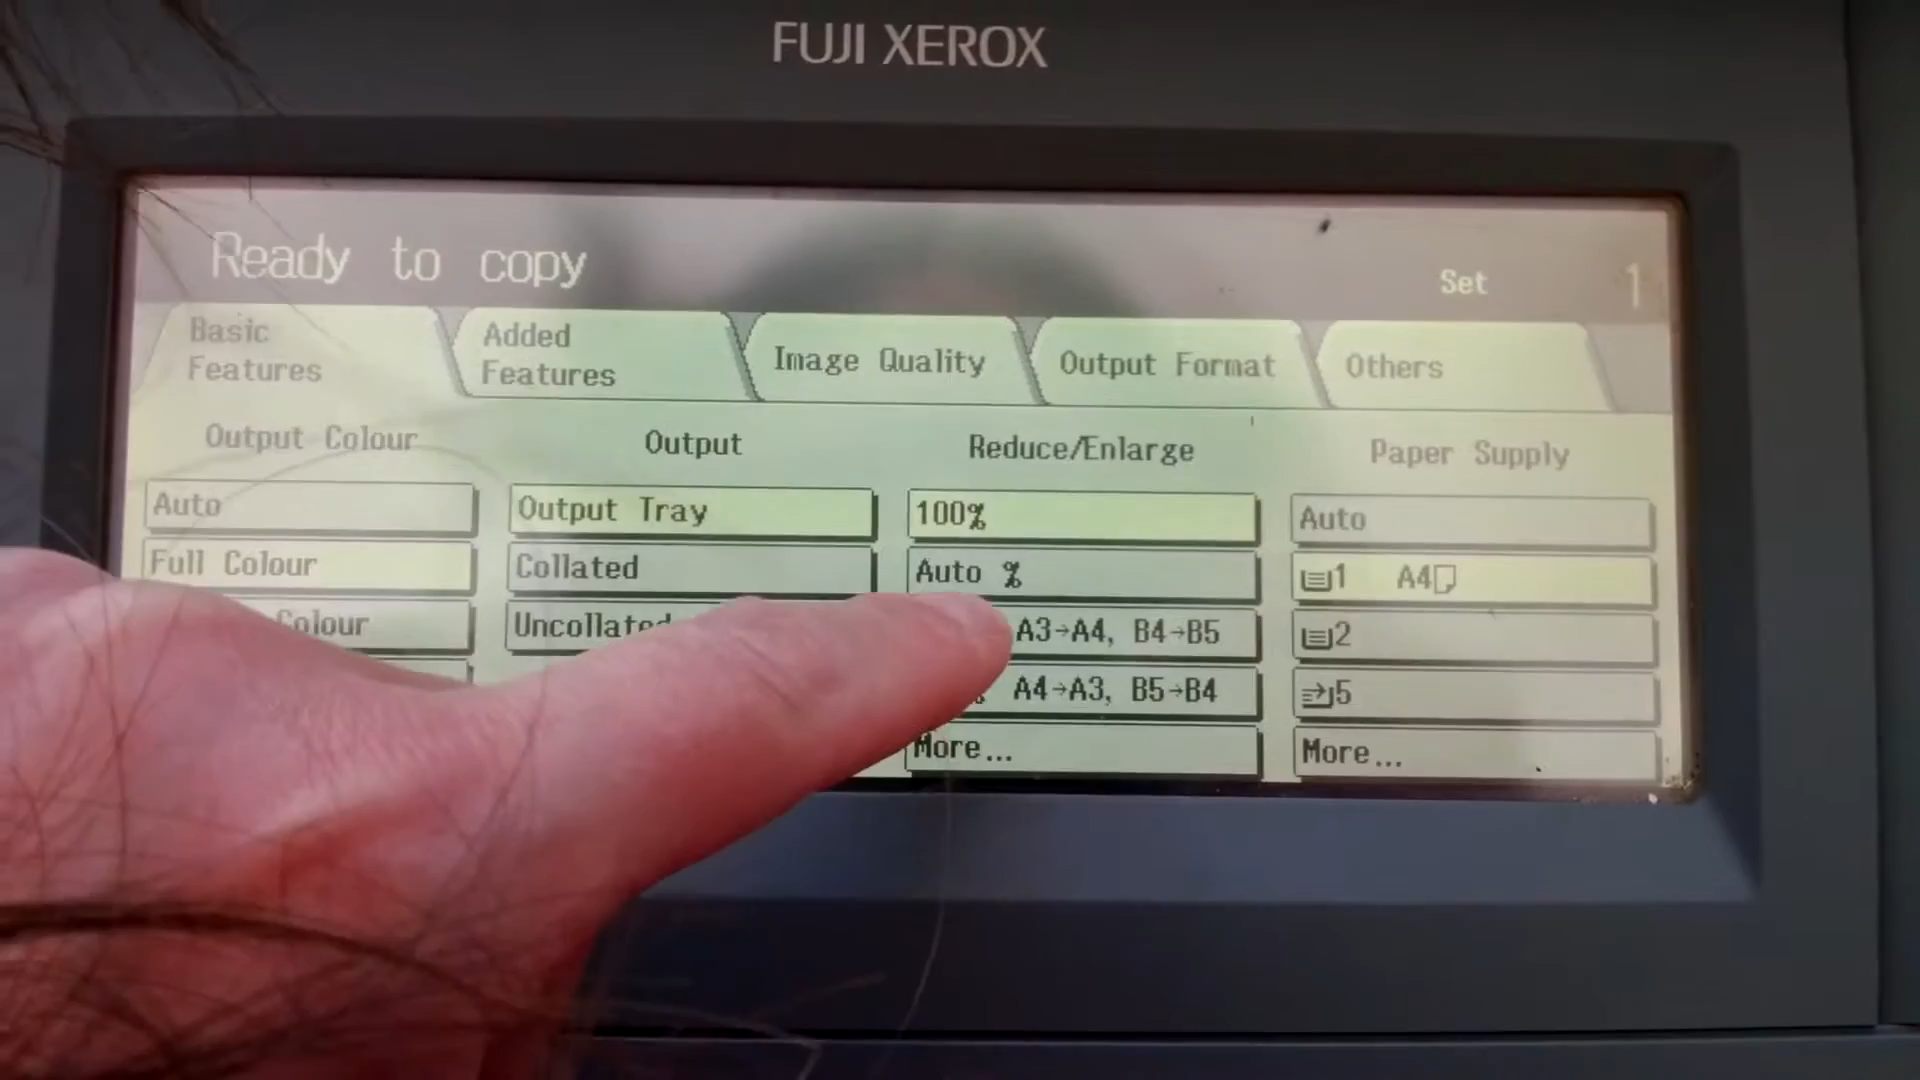 FUJI XEROX
Ready to copy
Set 1
Basic Features
Added Features
Image Quality
Output Format
Others
Output Colour
Auto
Full Colour
Colour
Output
Output Tray
Collated
Uncollated
Reduce/Enlarge
100%
Auto %
A3→A4, B4→B5
A4→A3, B5→B4
More...
Paper Supply
Auto
1 A4
2
5
More...